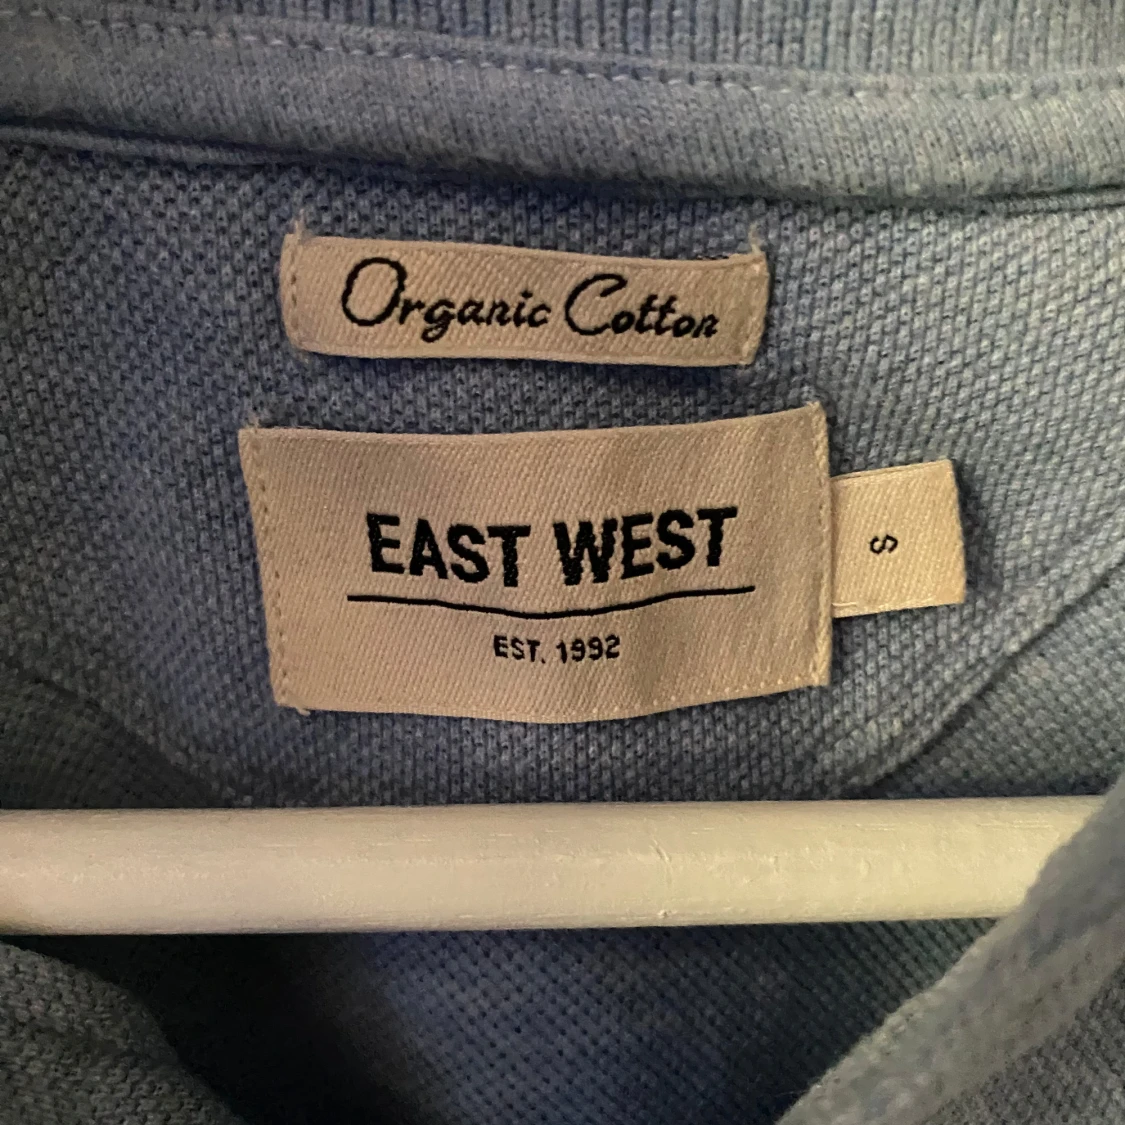 Organic Cotton
EAST WEST
S
EST. 1992